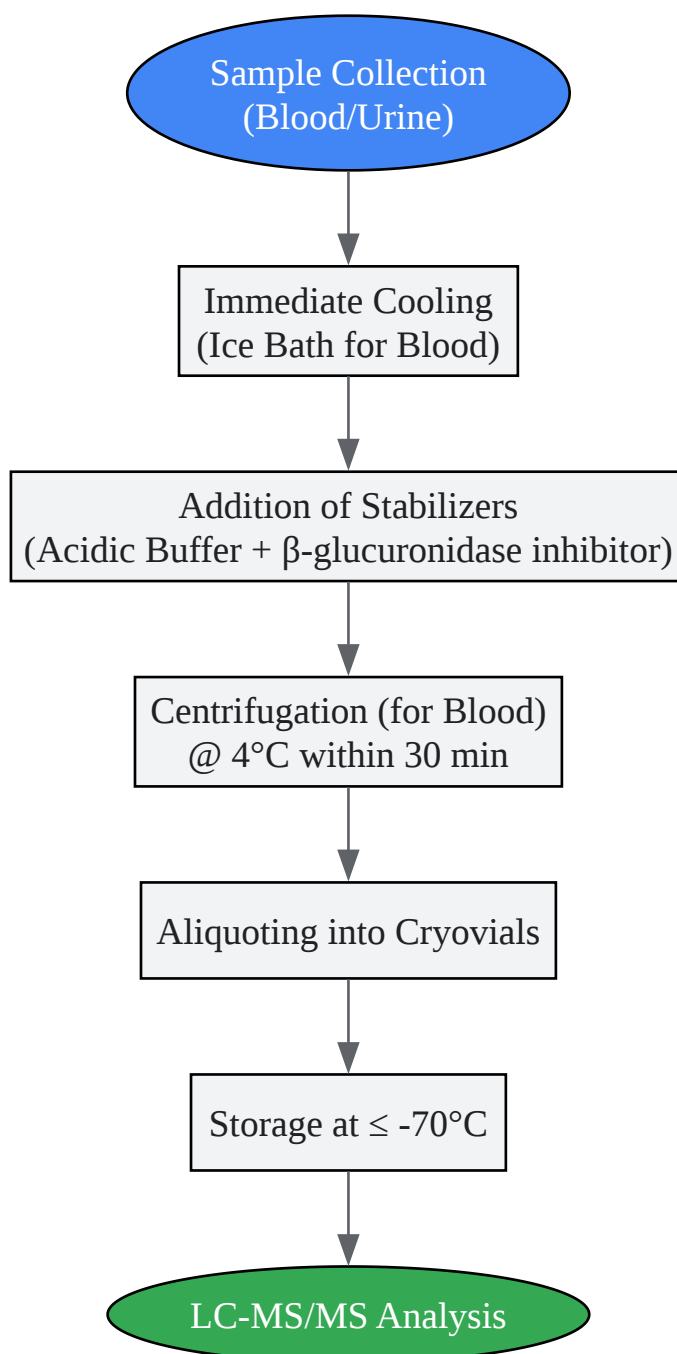 Sample Collection
(Blood/Urine)
Immediate Cooling
(Ice Bath for Blood)
Addition of Stabilizers
(Acidic Buffer + β-glucuronidase inhibitor)
Centrifugation (for Blood)
@ 4°C within 30 min
Aliquoting into Cryovials
Storage at ≤ -70°C
LC-MS/MS Analysis